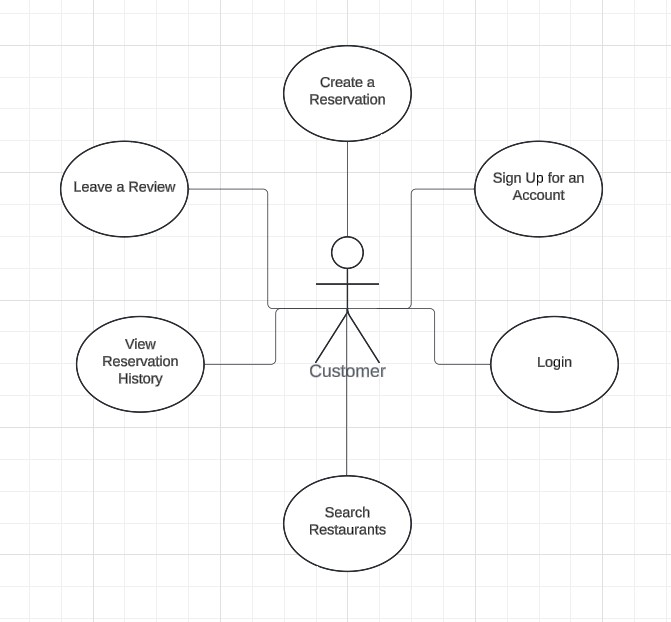 Create a
Reservation
Leave a Review
Sign Up for an
Account
View
Reservation
History
Login
Customer
Search
Restaurants